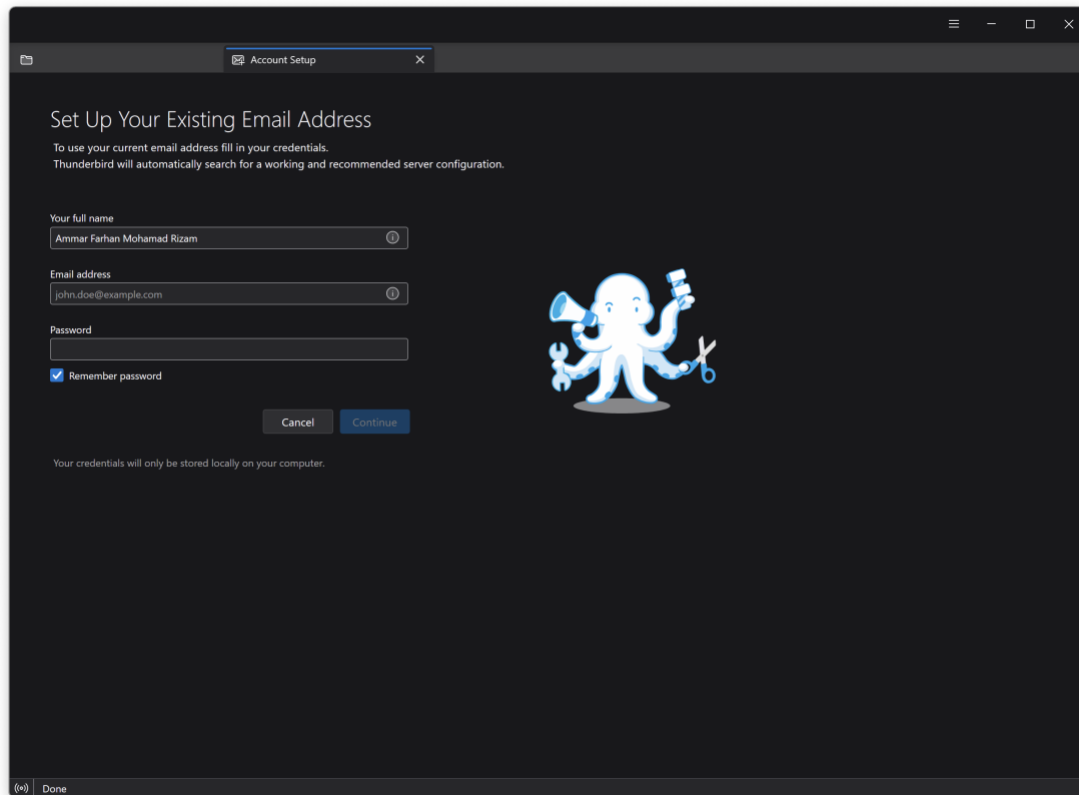 Account Setup
Set Up Your Existing Email Address
To use your current email address fill in your credentials.
Thunderbird will automatically search for a working and recommended server configuration.
Your full name
Ammar Farhan Mohamad Rizam
Email address
john.doe@example.com
Password
Remember password
Cancel Continue
Your credentials will only be stored locally on your computer.
Done